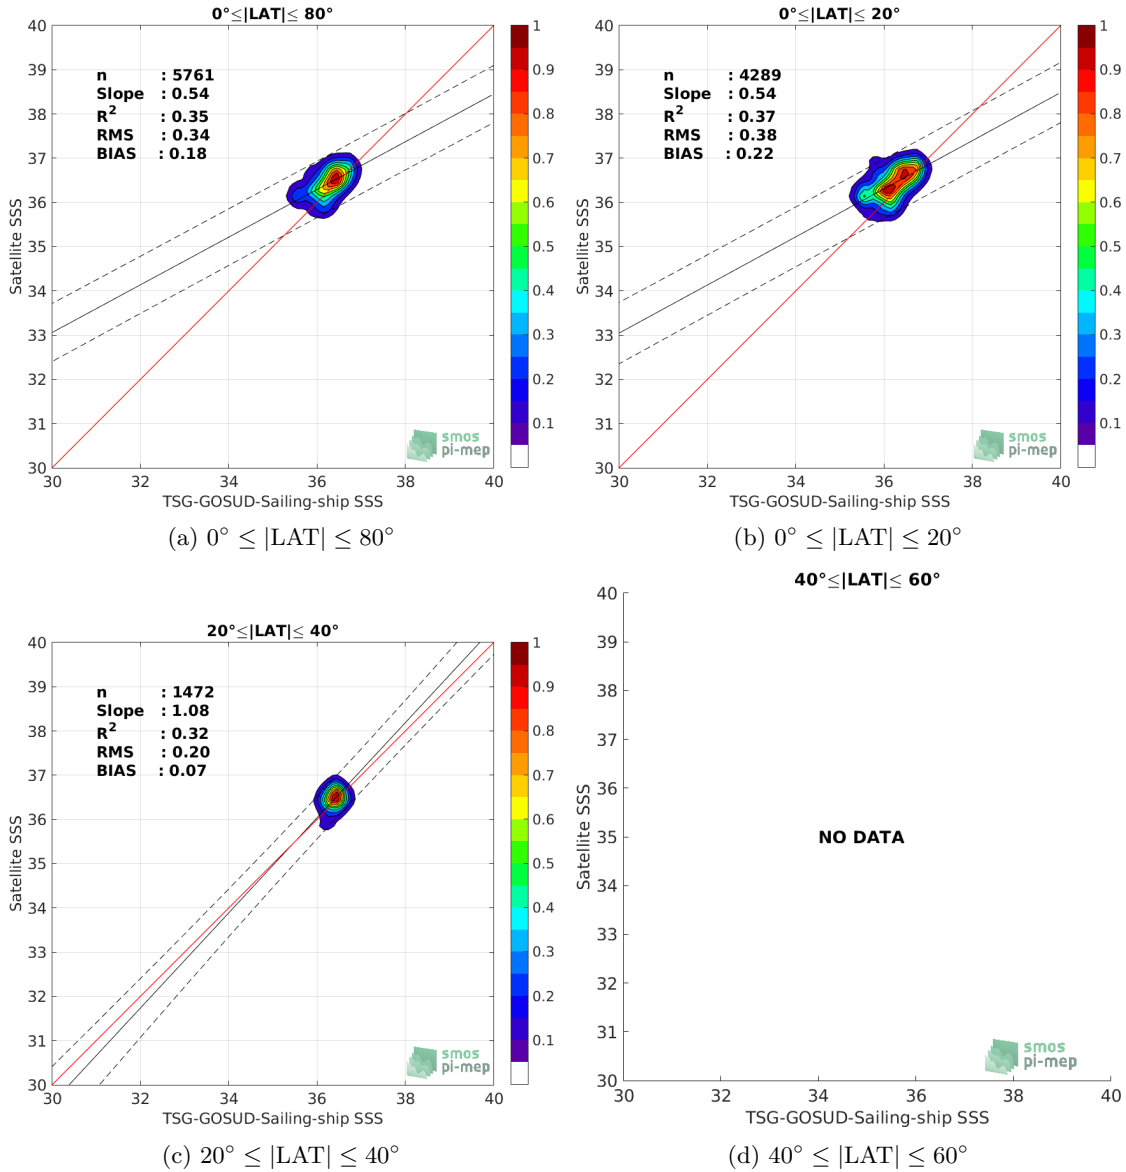 0°≤|LAT|≤ 80°
40
39
38
37
36
35
34
33
32
31
30
n : 5761
Slope : 0.54
R² : 0.35
RMS : 0.34
BIAS : 0.18
Satellite SSS
30 32 34 36 38 40
TSG-GOSUD-Sailing-ship SSS
1
0.9
0.8
0.7
0.6
0.5
0.4
0.3
0.2
0.1
smos
pi-mep
(a) 0° ≤ |LAT| ≤ 80°
0°≤|LAT|≤ 20°
40
39
38
37
36
35
34
33
32
31
30
n : 4289
Slope : 0.54
R² : 0.37
RMS : 0.38
BIAS : 0.22
Satellite SSS
30 32 34 36 38 40
TSG-GOSUD-Sailing-ship SSS
1
0.9
0.8
0.7
0.6
0.5
0.4
0.3
0.2
0.1
smos
pi-mep
(b) 0° ≤ |LAT| ≤ 20°
20°≤|LAT|≤ 40°
40
39
38
37
36
35
34
33
32
31
30
n : 1472
Slope : 1.08
R² : 0.32
RMS : 0.20
BIAS : 0.07
Satellite SSS
30 32 34 36 38 40
TSG-GOSUD-Sailing-ship SSS
1
0.9
0.8
0.7
0.6
0.5
0.4
0.3
0.2
0.1
smos
pi-mep
(c) 20° ≤ |LAT| ≤ 40°
40°≤|LAT|≤ 60°
40
39
38
37
36
35
34
33
32
31
30
NO DATA
Satellite SSS
30 32 34 36 38 40
TSG-GOSUD-Sailing-ship SSS
smos
pi-mep
(d) 40° ≤ |LAT| ≤ 60°